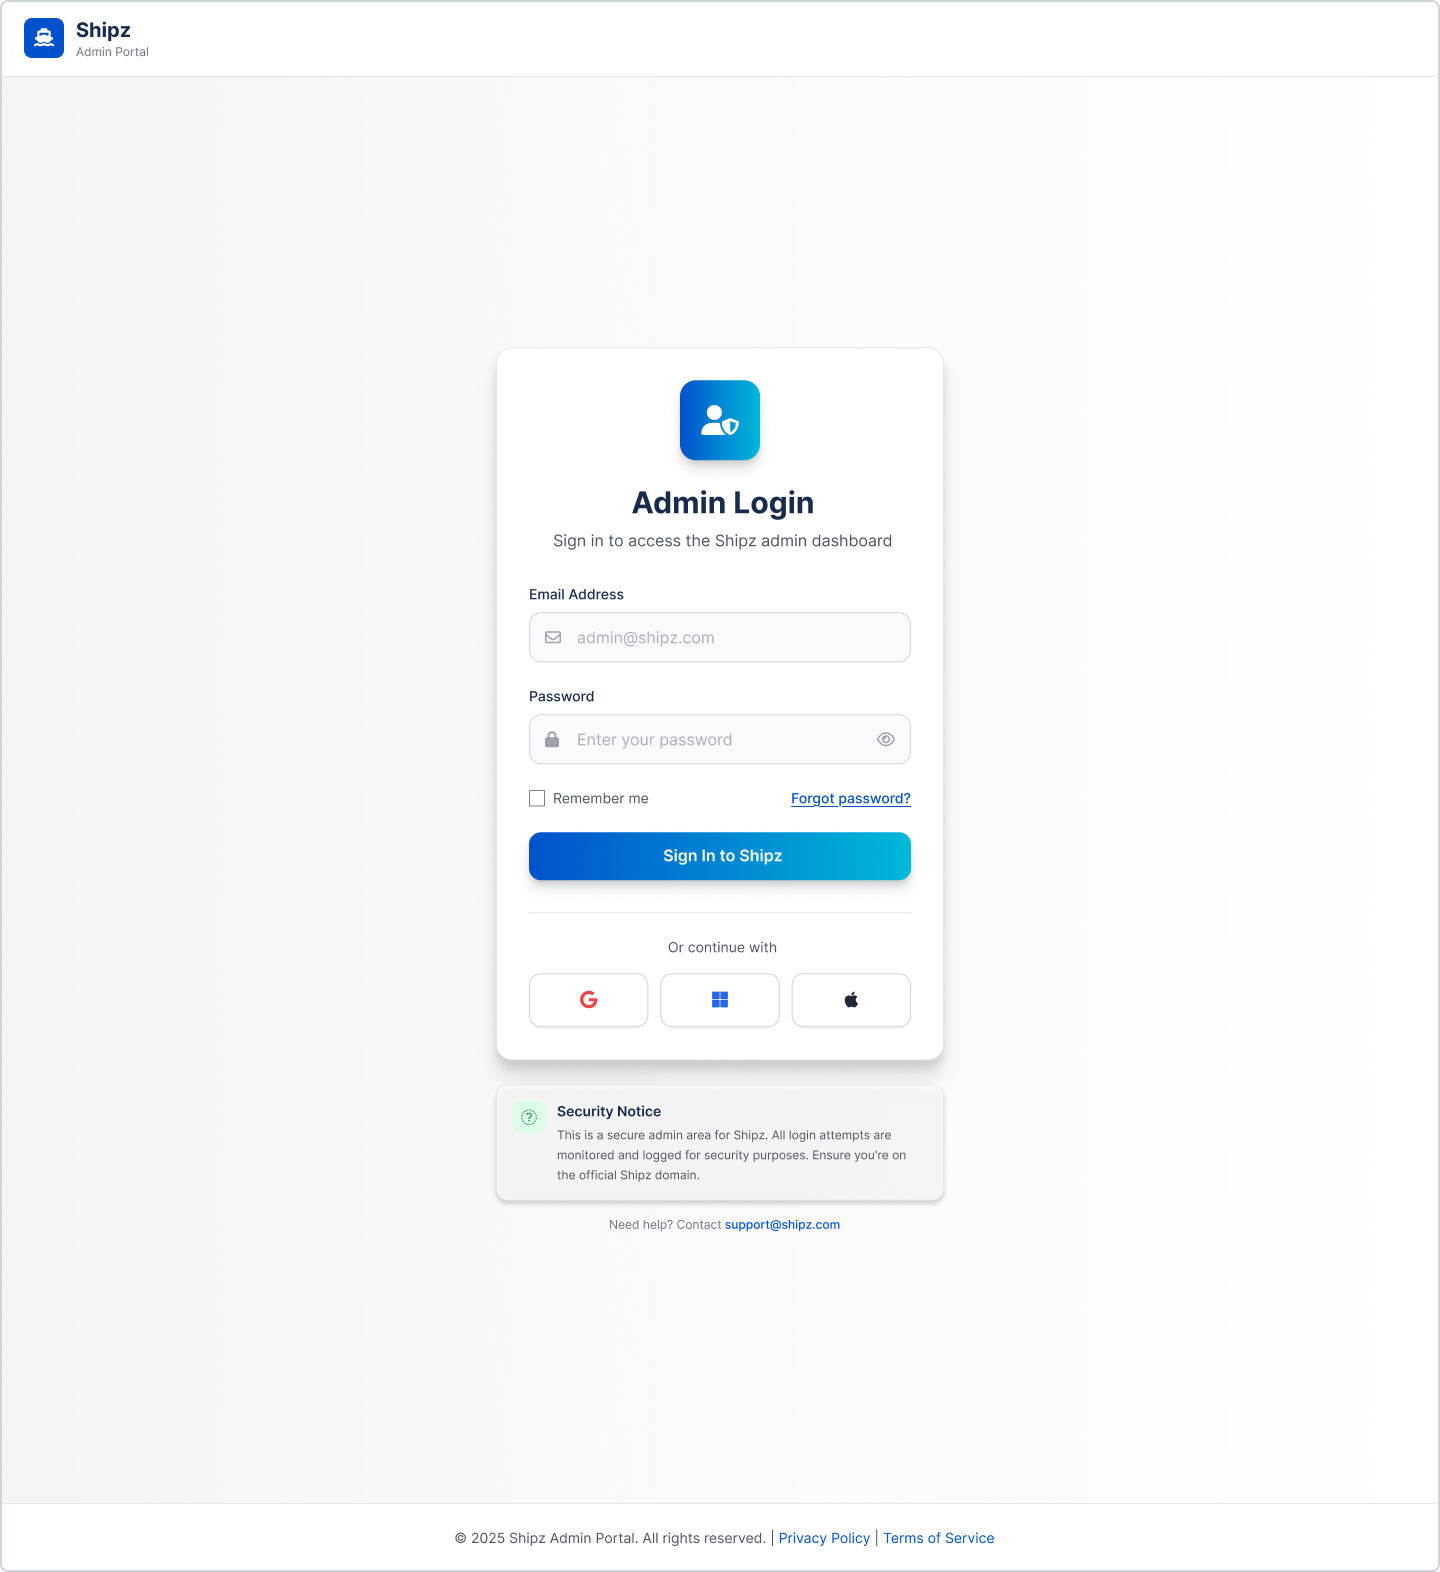 Shipz
Admin Portal
Admin Login
Sign in to access the Shipz admin dashboard
Email Address
admin@shipz.com
Password
Enter your password
Remember me
Forgot password?
Sign In to Shipz
Or continue with
Security Notice
This is a secure admin area for Shipz. All login attempts are
monitored and logged for security purposes. Ensure you're on
the official Shipz domain.
Need help? Contact support@shipz.com
© 2025 Shipz Admin Portal. All rights reserved. | Privacy Policy | Terms of Service